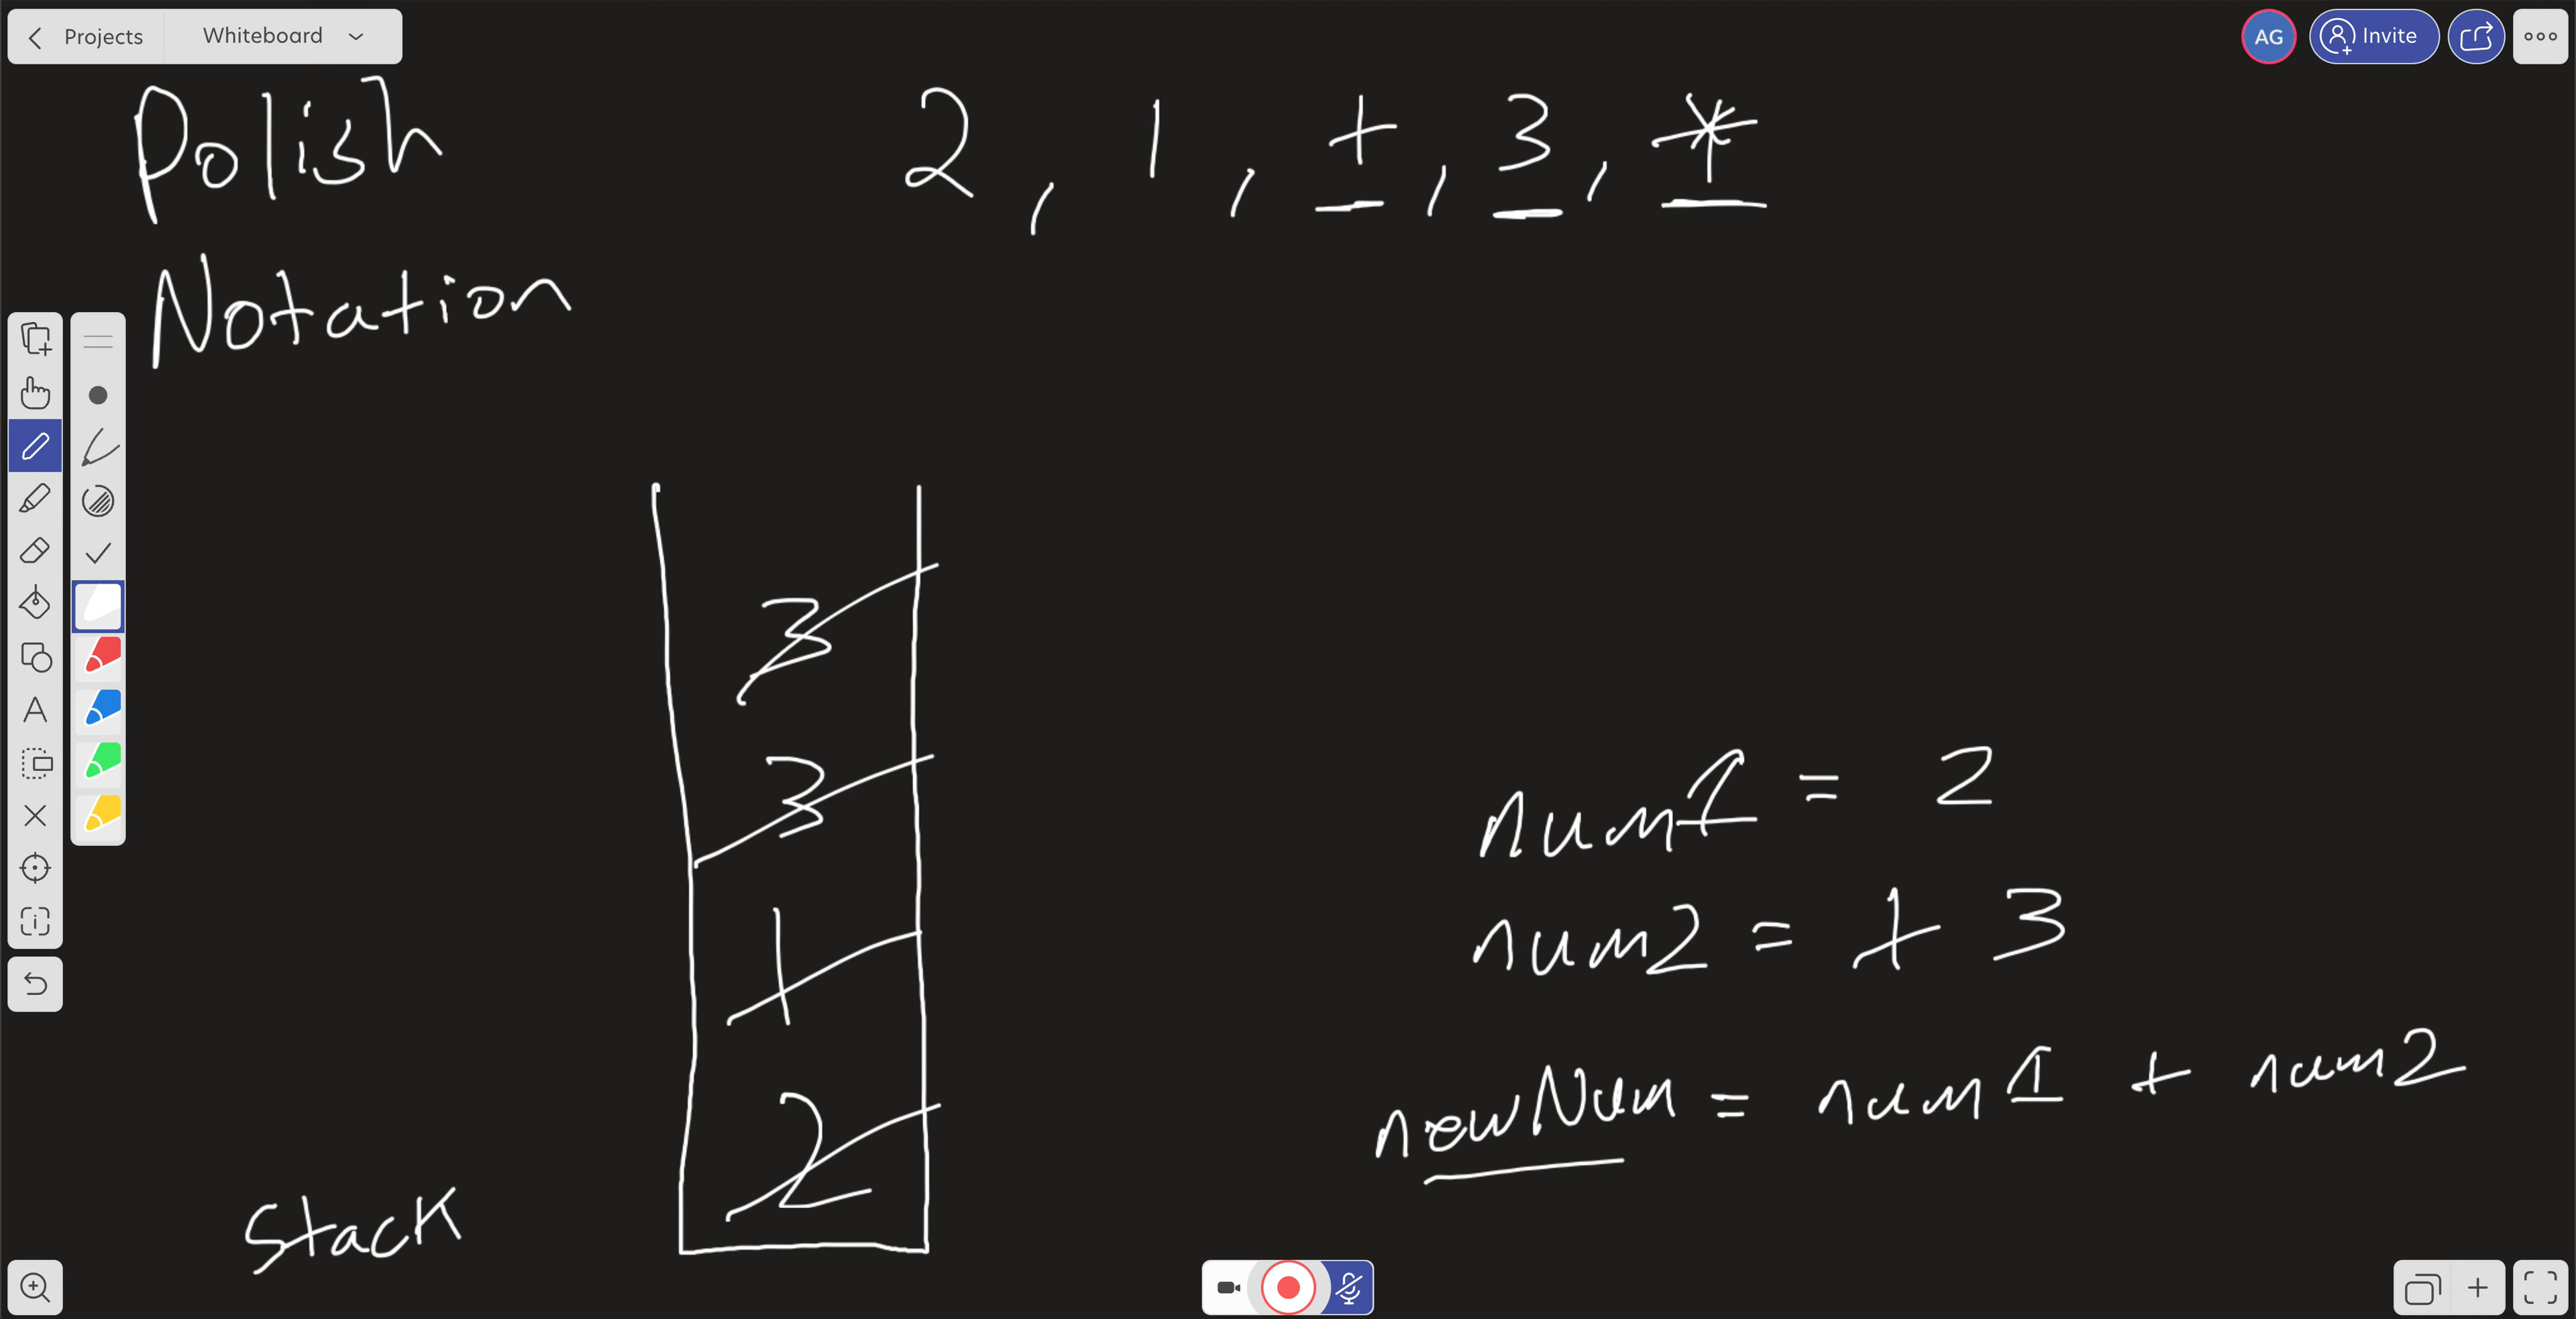 Projects
Whiteboard
AG
Invite
Polish
Notation
2, 1, +, 3, *
3
3
1
2
stack
num1 = 2
num2 = + 3
newNum = num1 + num2